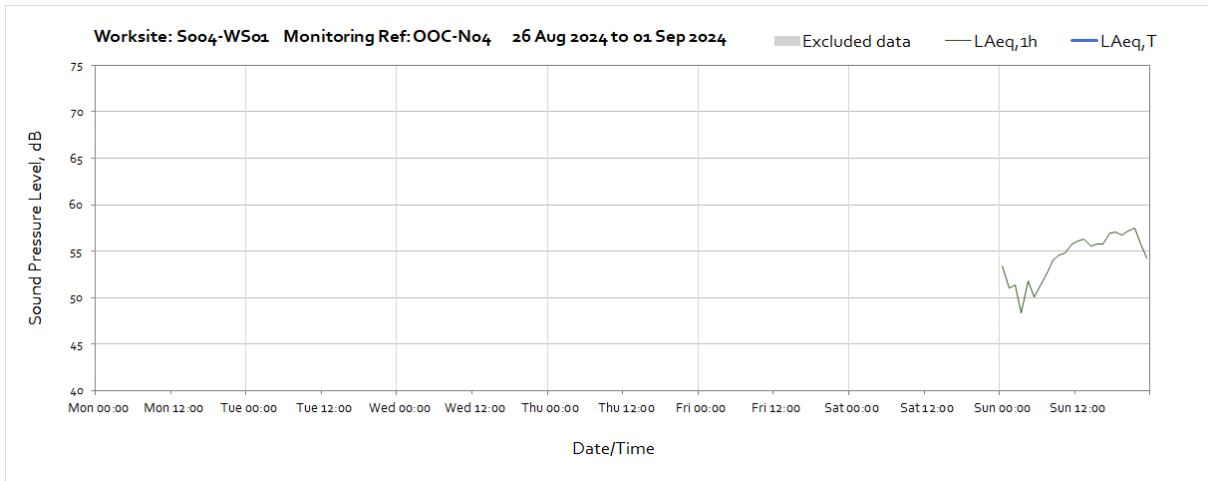 Worksite: S004-WS01 Monitoring Ref: OOC-N04 26 Aug 2024 to 01 Sep 2024
Excluded data LAeq,1h LAeq,T
Sound Pressure Level, dB
75
70
65
60
55
50
45
40
Mon 00:00 Mon 12:00 Tue 00:00 Tue 12:00 Wed 00:00 Wed 12:00 Thu 00:00 Thu 12:00 Fri 00:00 Fri 12:00 Sat 00:00 Sat 12:00 Sun 00:00 Sun 12:00
Date/Time